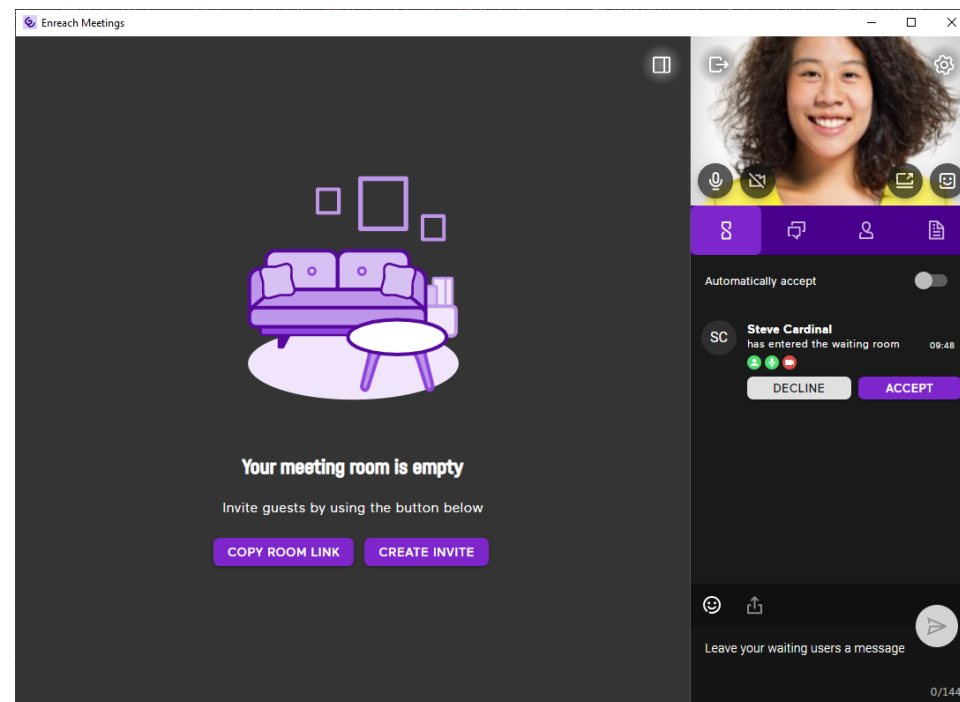 Enreach Meetings
Automatically accept
SC
Steve Cardinal
has entered the waiting room
09:48
DECLINE
ACCEPT
Your meeting room is empty
Invite guests by using the button below
COPY ROOM LINK
CREATE INVITE
Leave your waiting users a message
0/144